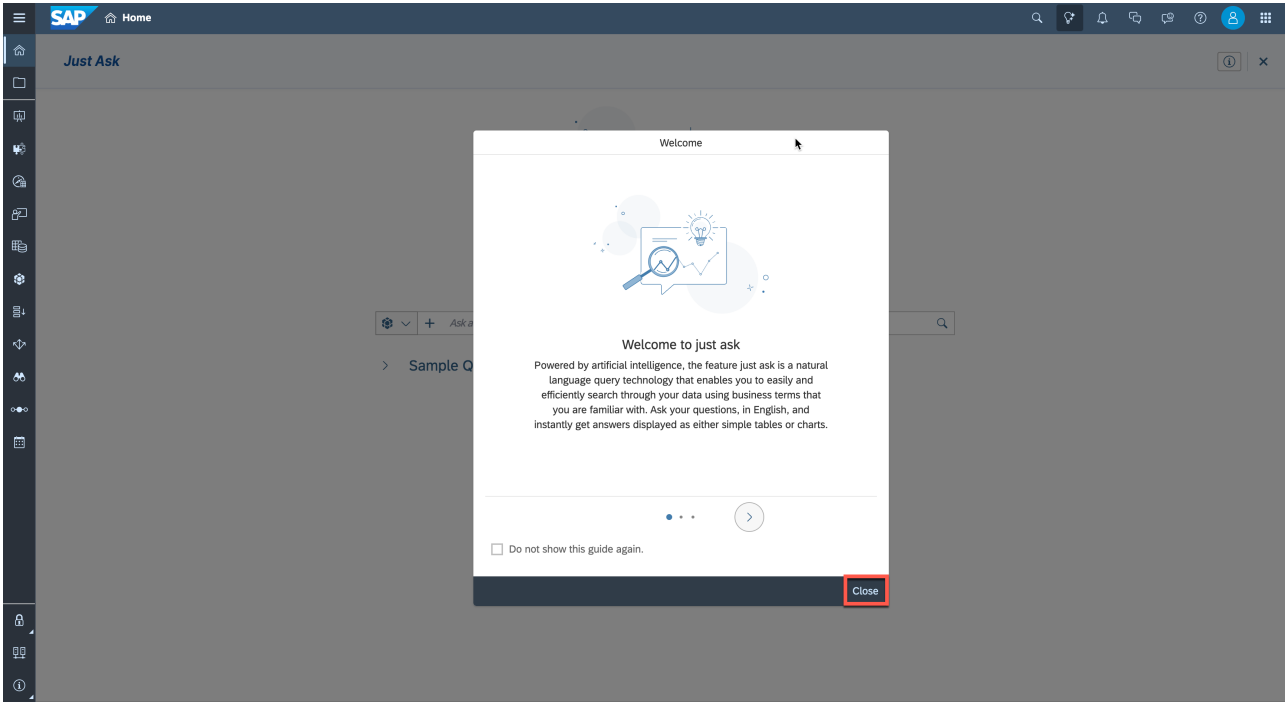 SAP Home
Just Ask
Welcome
Ask a
Sample Q
Welcome to just ask
Powered by artificial intelligence, the feature just ask is a natural
language query technology that enables you to easily and
efficiently search through your data using business terms that
you are familiar with. Ask your questions, in English, and
instantly get answers displayed as either simple tables or charts.
Do not show this guide again.
Close